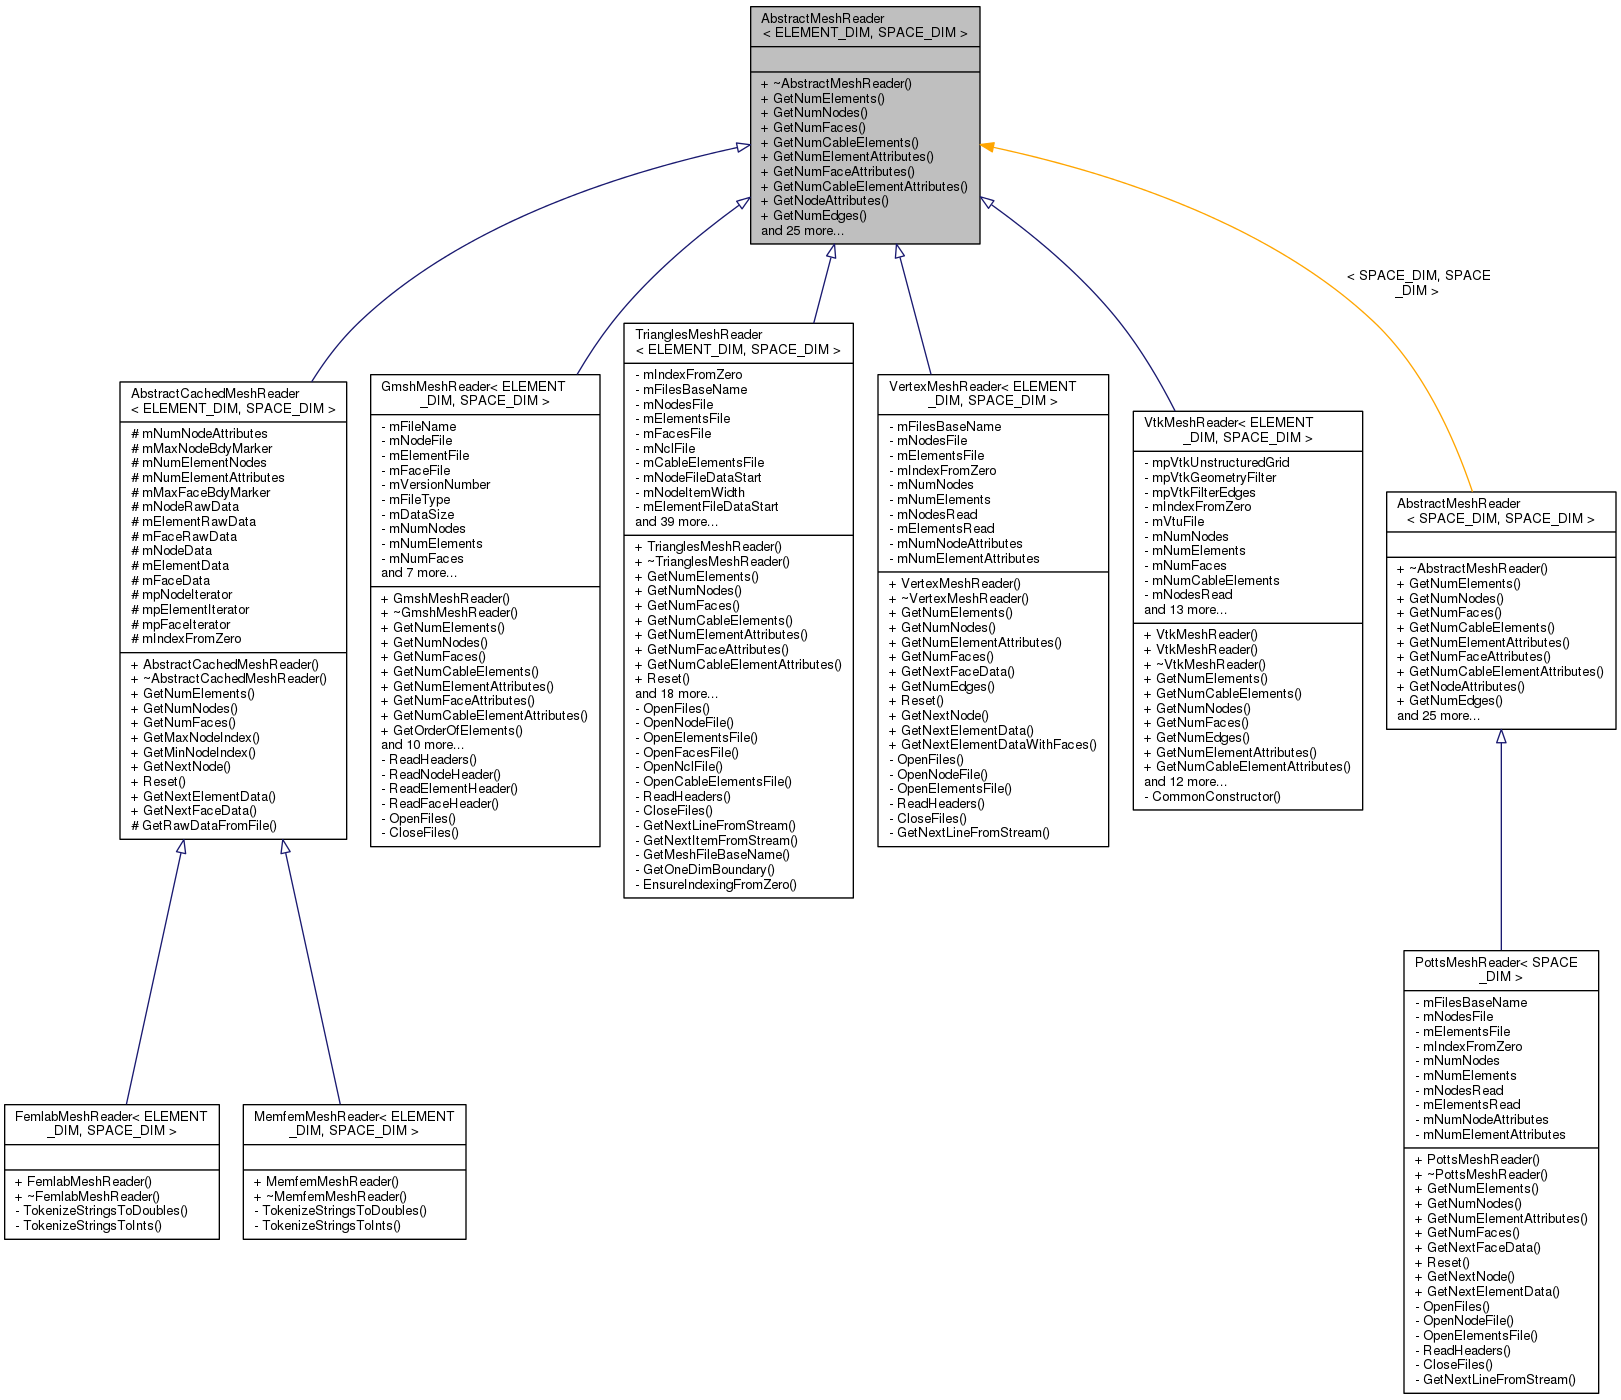 AbstractMeshReader
< ELEMENT_DIM, SPACE_DIM >
+ ~AbstractMeshReader()
+ GetNumElements()
+ GetNumNodes()
+ GetNumFaces()
+ GetNumCableElements()
+ GetNumElementAttributes()
+ GetNumFaceAttributes()
+ GetNumCableElementAttributes()
+ GetNodeAttributes()
+ GetNumEdges()
and 25 more...
< SPACE_DIM, SPACE
_DIM >
AbstractCachedMeshReader
< ELEMENT_DIM, SPACE_DIM >
# mNumNodeAttributes
# mMaxNodeBdyMarker
# mNumElementNodes
# mNumElementAttributes
# mMaxFaceBdyMarker
# mNodeRawData
# mElementRawData
# mFaceRawData
# mNodeData
# mElementData
# mFaceData
# mpNodeIterator
# mpElementIterator
# mpFaceIterator
# mIndexFromZero
+ AbstractCachedMeshReader()
+ ~AbstractCachedMeshReader()
+ GetNumElements()
+ GetNumNodes()
+ GetNumFaces()
+ GetMaxNodeIndex()
+ GetMinNodeIndex()
+ GetNextNode()
+ Reset()
+ GetNextElementData()
+ GetNextFaceData()
# GetRawDataFromFile()
GmshMeshReader< ELEMENT
_DIM, SPACE_DIM >
- mFileName
- mNodeFile
- mElementFile
- mFaceFile
- mVersionNumber
- mFileType
- mDataSize
- mNumNodes
- mNumElements
- mNumFaces
and 7 more...
+ GmshMeshReader()
+ ~GmshMeshReader()
+ GetNumElements()
+ GetNumNodes()
+ GetNumFaces()
+ GetNumCableElements()
+ GetNumElementAttributes()
+ GetNumFaceAttributes()
+ GetNumCableElementAttributes()
+ GetOrderOfElements()
and 10 more...
- ReadHeaders()
- ReadNodeHeader()
- ReadElementHeader()
- ReadFaceHeader()
- OpenFiles()
- CloseFiles()
TrianglesMeshReader
< ELEMENT_DIM, SPACE_DIM >
- mIndexFromZero
- mFilesBaseName
- mNodesFile
- mElementsFile
- mFacesFile
- mNclFile
- mCableElementsFile
- mNodeFileDataStart
- mNodeItemWidth
- mElementFileDataStart
and 39 more...
+ TrianglesMeshReader()
+ ~TrianglesMeshReader()
+ GetNumElements()
+ GetNumNodes()
+ GetNumFaces()
+ GetNumCableElements()
+ GetNumElementAttributes()
+ GetNumFaceAttributes()
+ GetNumCableElementAttributes()
+ Reset()
and 18 more...
- OpenFiles()
- OpenNodeFile()
- OpenElementsFile()
- OpenFacesFile()
- OpenNclFile()
- OpenCableElementsFile()
- ReadHeaders()
- CloseFiles()
- GetNextLineFromStream()
- GetNextItemFromStream()
- GetMeshFileBaseName()
- GetOneDimBoundary()
- EnsureIndexingFromZero()
VertexMeshReader< ELEMENT
_DIM, SPACE_DIM >
- mFilesBaseName
- mNodesFile
- mElementsFile
- mIndexFromZero
- mNumNodes
- mNumElements
- mNodesRead
- mElementsRead
- mNumNodeAttributes
- mNumElementAttributes
+ VertexMeshReader()
+ ~VertexMeshReader()
+ GetNumElements()
+ GetNumNodes()
+ GetNumElementAttributes()
+ GetNumFaces()
+ GetNextFaceData()
+ GetNumEdges()
+ Reset()
+ GetNextNode()
+ GetNextElementData()
+ GetNextElementDataWithFaces()
- OpenFiles()
- OpenNodeFile()
- OpenElementsFile()
- ReadHeaders()
- CloseFiles()
- GetNextLineFromStream()
VtkMeshReader< ELEMENT
_DIM, SPACE_DIM >
- mpVtkUnstructuredGrid
- mpVtkGeometryFilter
- mpVtkFilterEdges
- mIndexFromZero
- mVtuFile
- mNumNodes
- mNumElements
- mNumFaces
- mNumCableElements
- mNodesRead
and 13 more...
+ VtkMeshReader()
+ VtkMeshReader()
+ ~VtkMeshReader()
+ GetNumElements()
+ GetNumCableElements()
+ GetNumNodes()
+ GetNumFaces()
+ GetNumEdges()
+ GetNumElementAttributes()
+ GetNumCableElementAttributes()
and 12 more...
- CommonConstructor()
AbstractMeshReader
< SPACE_DIM, SPACE_DIM >
+ ~AbstractMeshReader()
+ GetNumElements()
+ GetNumNodes()
+ GetNumFaces()
+ GetNumCableElements()
+ GetNumElementAttributes()
+ GetNumFaceAttributes()
+ GetNumCableElementAttributes()
+ GetNodeAttributes()
+ GetNumEdges()
and 25 more...
FemlabMeshReader< ELEMENT
_DIM, SPACE_DIM >
+ FemlabMeshReader()
+ ~FemlabMeshReader()
- TokenizeStringsToDoubles()
- TokenizeStringsToInts()
MemfemMeshReader< ELEMENT
_DIM, SPACE_DIM >
+ MemfemMeshReader()
+ ~MemfemMeshReader()
- TokenizeStringsToDoubles()
- TokenizeStringsToInts()
PottsMeshReader< SPACE
_DIM >
- mFilesBaseName
- mNodesFile
- mElementsFile
- mIndexFromZero
- mNumNodes
- mNumElements
- mNodesRead
- mElementsRead
- mNumNodeAttributes
- mNumElementAttributes
+ PottsMeshReader()
+ ~PottsMeshReader()
+ GetNumElements()
+ GetNumNodes()
+ GetNumElementAttributes()
+ GetNumFaces()
+ GetNextFaceData()
+ Reset()
+ GetNextNode()
+ GetNextElementData()
- OpenFiles()
- OpenNodeFile()
- OpenElementsFile()
- ReadHeaders()
- CloseFiles()
- GetNextLineFromStream()